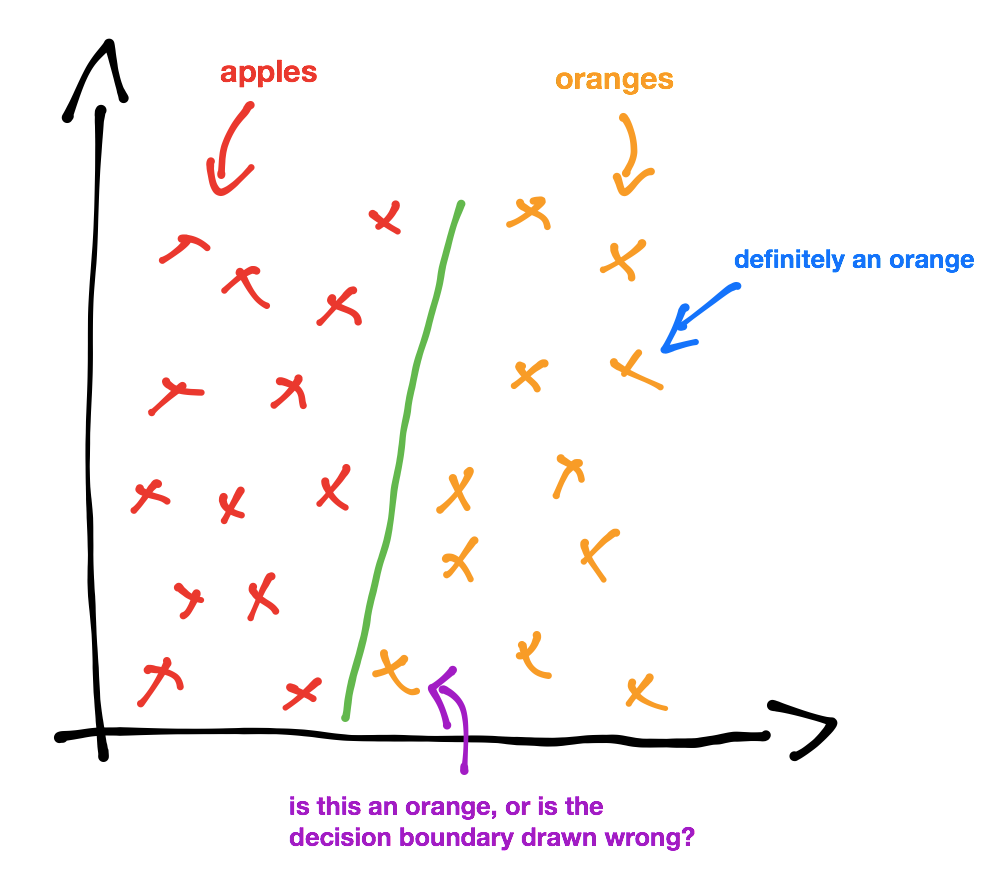 apples
oranges
definitely an orange
is this an orange, or is the
decision boundary drawn wrong?